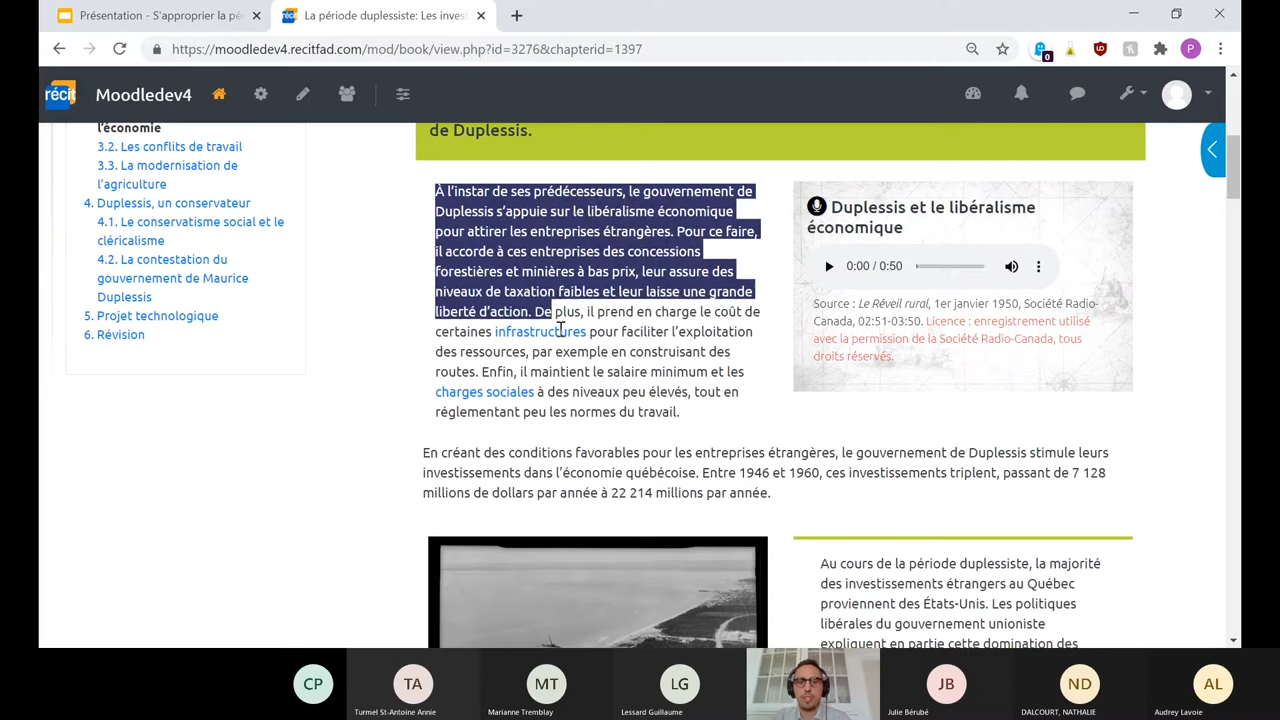 Présentation - S'approprier la pé
La période duplessiste: Les invest
https://moodledev4.recitfad.com/mod/book/view.php?id=3276&chapterid=1397
0
P
récit
Moodledev4
l'économie
3.2. Les conflits de travail
3.3. La modernisation de
l'agriculture
4. Duplessis, un conservateur
4.1. Le conservatisme social et le
cléricalisme
4.2. La contestation du
gouvernement de Maurice
Duplessis
5. Projet technologique
6. Révision
de Duplessis.
À l'instar de ses prédécesseurs, le gouvernement de
Duplessis s'appuie sur le libéralisme économique
pour attirer les entreprises étrangères. Pour ce faire,
il accorde à ces entreprises des concessions
forestières et minières à bas prix, leur assure des
niveaux de taxation faibles et leur laisse une grande
liberté d'action. De plus, il prend en charge le coût de
certaines infrastructures pour faciliter l'exploitation
des ressources, par exemple en construisant des
routes. Enfin, il maintient le salaire minimum et les
charges sociales à des niveaux peu élevés, tout en
réglementant peu les normes du travail.
Duplessis et le libéralisme
économique
0:00 / 0:50
Source : Le Réveil rural, 1er janvier 1950, Société Radio-
Canada, 02:51-03:50. Licence : enregistrement utilisé
avec la permission de la Société Radio-Canada, tous
droits réservés.
En créant des conditions favorables pour les entreprises étrangères, le gouvernement de Duplessis stimule leurs
investissements dans l'économie québécoise. Entre 1946 et 1960, ces investissements triplent, passant de 7 128
millions de dollars par année à 22 214 millions par année.
Au cours de la période duplessiste, la majorité
des investissements étrangers au Québec
proviennent des États-Unis. Les politiques
libérales du gouvernement unioniste
expliquent en partie cette domination des
CP
TA
Turmel St-Antoine Annie
MT
Marianne Tremblay
LG
Lessard Guillaume
JB
Julie Bérubé
ND
DALCOURT, NATHALIE
AL
Audrey Lavoie